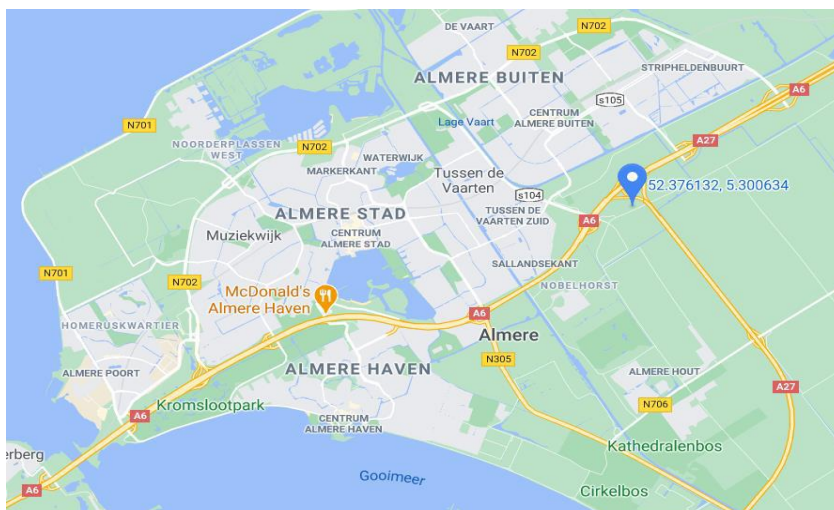 DE VAART
N702
N702
ALMERE BUITEN
STRIPHELDENBUURT
A6
s105
CENTRUM
ALMERE BUITEN
Lage Vaart
N701
N702
A27
NOORDERPLASSEN
WEST
WATERWIJK
MARKERKANT
Tussen de
Vaarten
52.376132, 5.300634
s104
ALMERE STAD
TUSSEN DE
VAARTEN ZUID
A6
Muziekwijk
CENTRUM
ALMERE STAD
SALLANDSEKANT
N701
N702
NOBELHORST
McDonald's
Almere Haven
A6
HOMERUSKWARTIER
Almere
N305
ALMERE POORT
ALMERE HAVEN
ALMERE HOUT
A27
Kromslootpark
N706
A6
CENTRUM
ALMERE HAVEN
Kathedralenbos
erberg
Gooimeer
A6
Cirkelbos